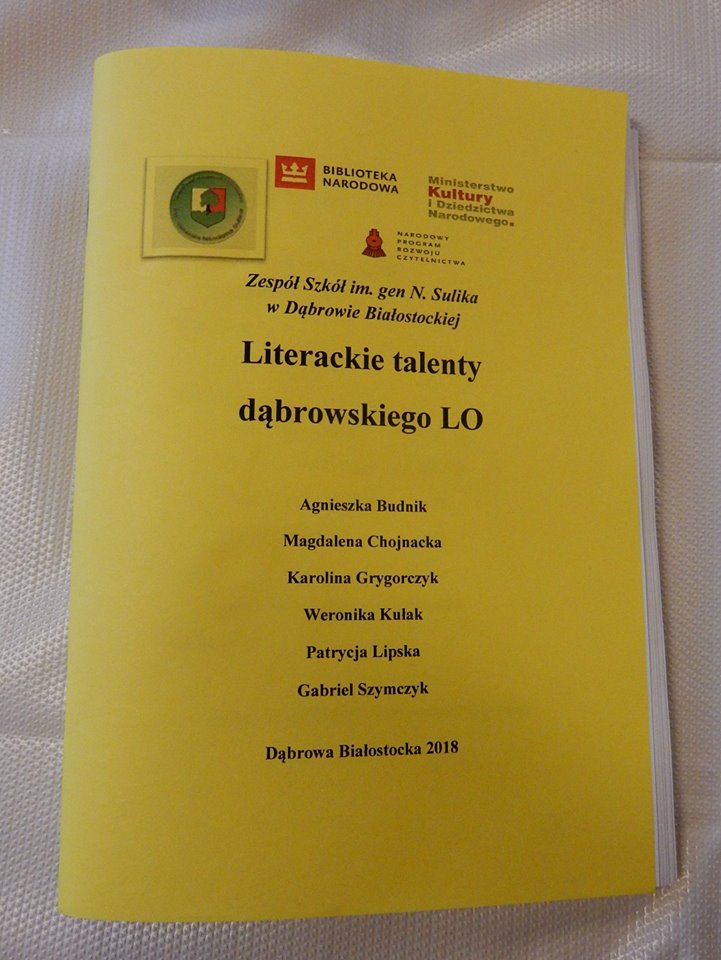 BIBLIOTEKA
NARODOWA
Ministerstwo
Kultury
i Dziedzictwa
Narodowego.
NARODOWY
PROGRAM
ROZWOJU
CZYTELNICTWA
Zespół Szkół im. gen N. Sulika
w Dąbrowie Białostockiej
Literackie talenty
dąbrowskiego LO
Agnieszka Budnik
Magdalena Chojnacka
Karolina Grygorczyk
Weronika Kułak
Patrycja Lipska
Gabriel Szymczyk
Dąbrowa Białostocka 2018